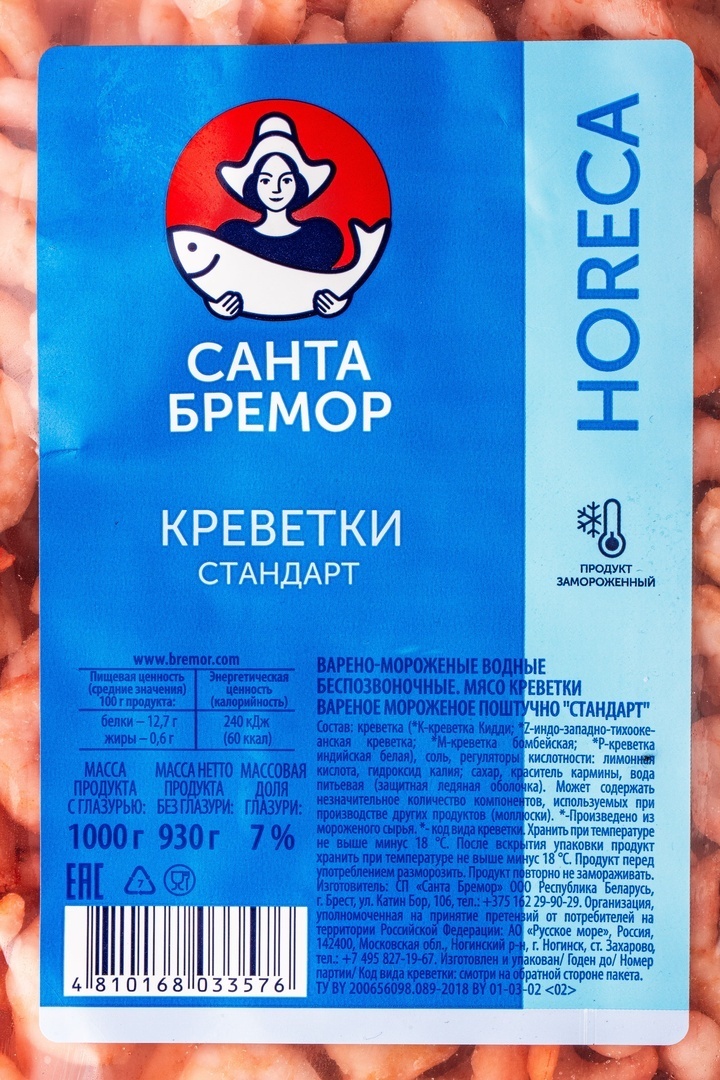 HORECA
САНТА
БРЕМОР
КРЕВЕТКИ
СТАНДАРТ
ПРОДУКТ
ЗАМОРОЖЕННЫЙ
www.bremor.com
Пищевая ценность
(средние значения)
100 г продукта:
Энергетическая
ценность
(калорийность)
белки – 12,7 г
жиры – 0,6 г
240 кДж
(60 ккал)
МАССА
ПРОДУКТА
С ГЛАЗУРЬЮ:
1000 г
МАССА НЕТТО
ПРОДУКТА
БЕЗ ГЛАЗУРИ:
930 г
МАССОВАЯ
ДОЛЯ
ГЛАЗУРИ:
7 %
EAC
7
4 810168 033576
ВАРЕНО-МОРОЖЕНЫЕ ВОДНЫЕ
БЕСПОЗВОНОЧНЫЕ. МЯСО КРЕВЕТКИ
ВАРЕНОЕ МОРОЖЕНОЕ ПОШТУЧНО "СТАНДАРТ"
Состав: креветка (*К-креветка Кидди; *Z-индо-западно-тихооке-
анская креветка; *М-креветка бомбейская; *Р-креветка
индийская белая), соль, регуляторы кислотности: лимонная
кислота, гидроксид калия; сахар, краситель кармины, вода
питьевая (защитная ледяная оболочка). Может содержать
незначительное количество компонентов, используемых при
производстве других продуктов (моллюски). *-Произведено из
мороженого сырья. *- код вида креветки. Хранить при температуре
не выше минус 18 °С. После вскрытия упаковки продукт
хранить при температуре не выше минус 18 °С. Продукт перед
употреблением разморозить. Продукт повторно не замораживать.
Изготовитель: СП «Санта Бремор» ООО Республика Беларусь,
г. Брест, ул. Катин Бор, 106, тел.: +375 162 29-90-29. Организация,
уполномоченная на принятие претензий от потребителей на
территории Российской Федерации: АО «Русское море», Россия,
142400, Московская обл., Ногинский р-н, г. Ногинск, ст. Захарово,
тел.: +7 495 827-19-67. Изготовлен и упакован/ Годен до/ Номер
партии/ Код вида креветки: смотри на обратной стороне пакета.
ТУ BY 200656098.089-2018 BY 01-03-02 <02>